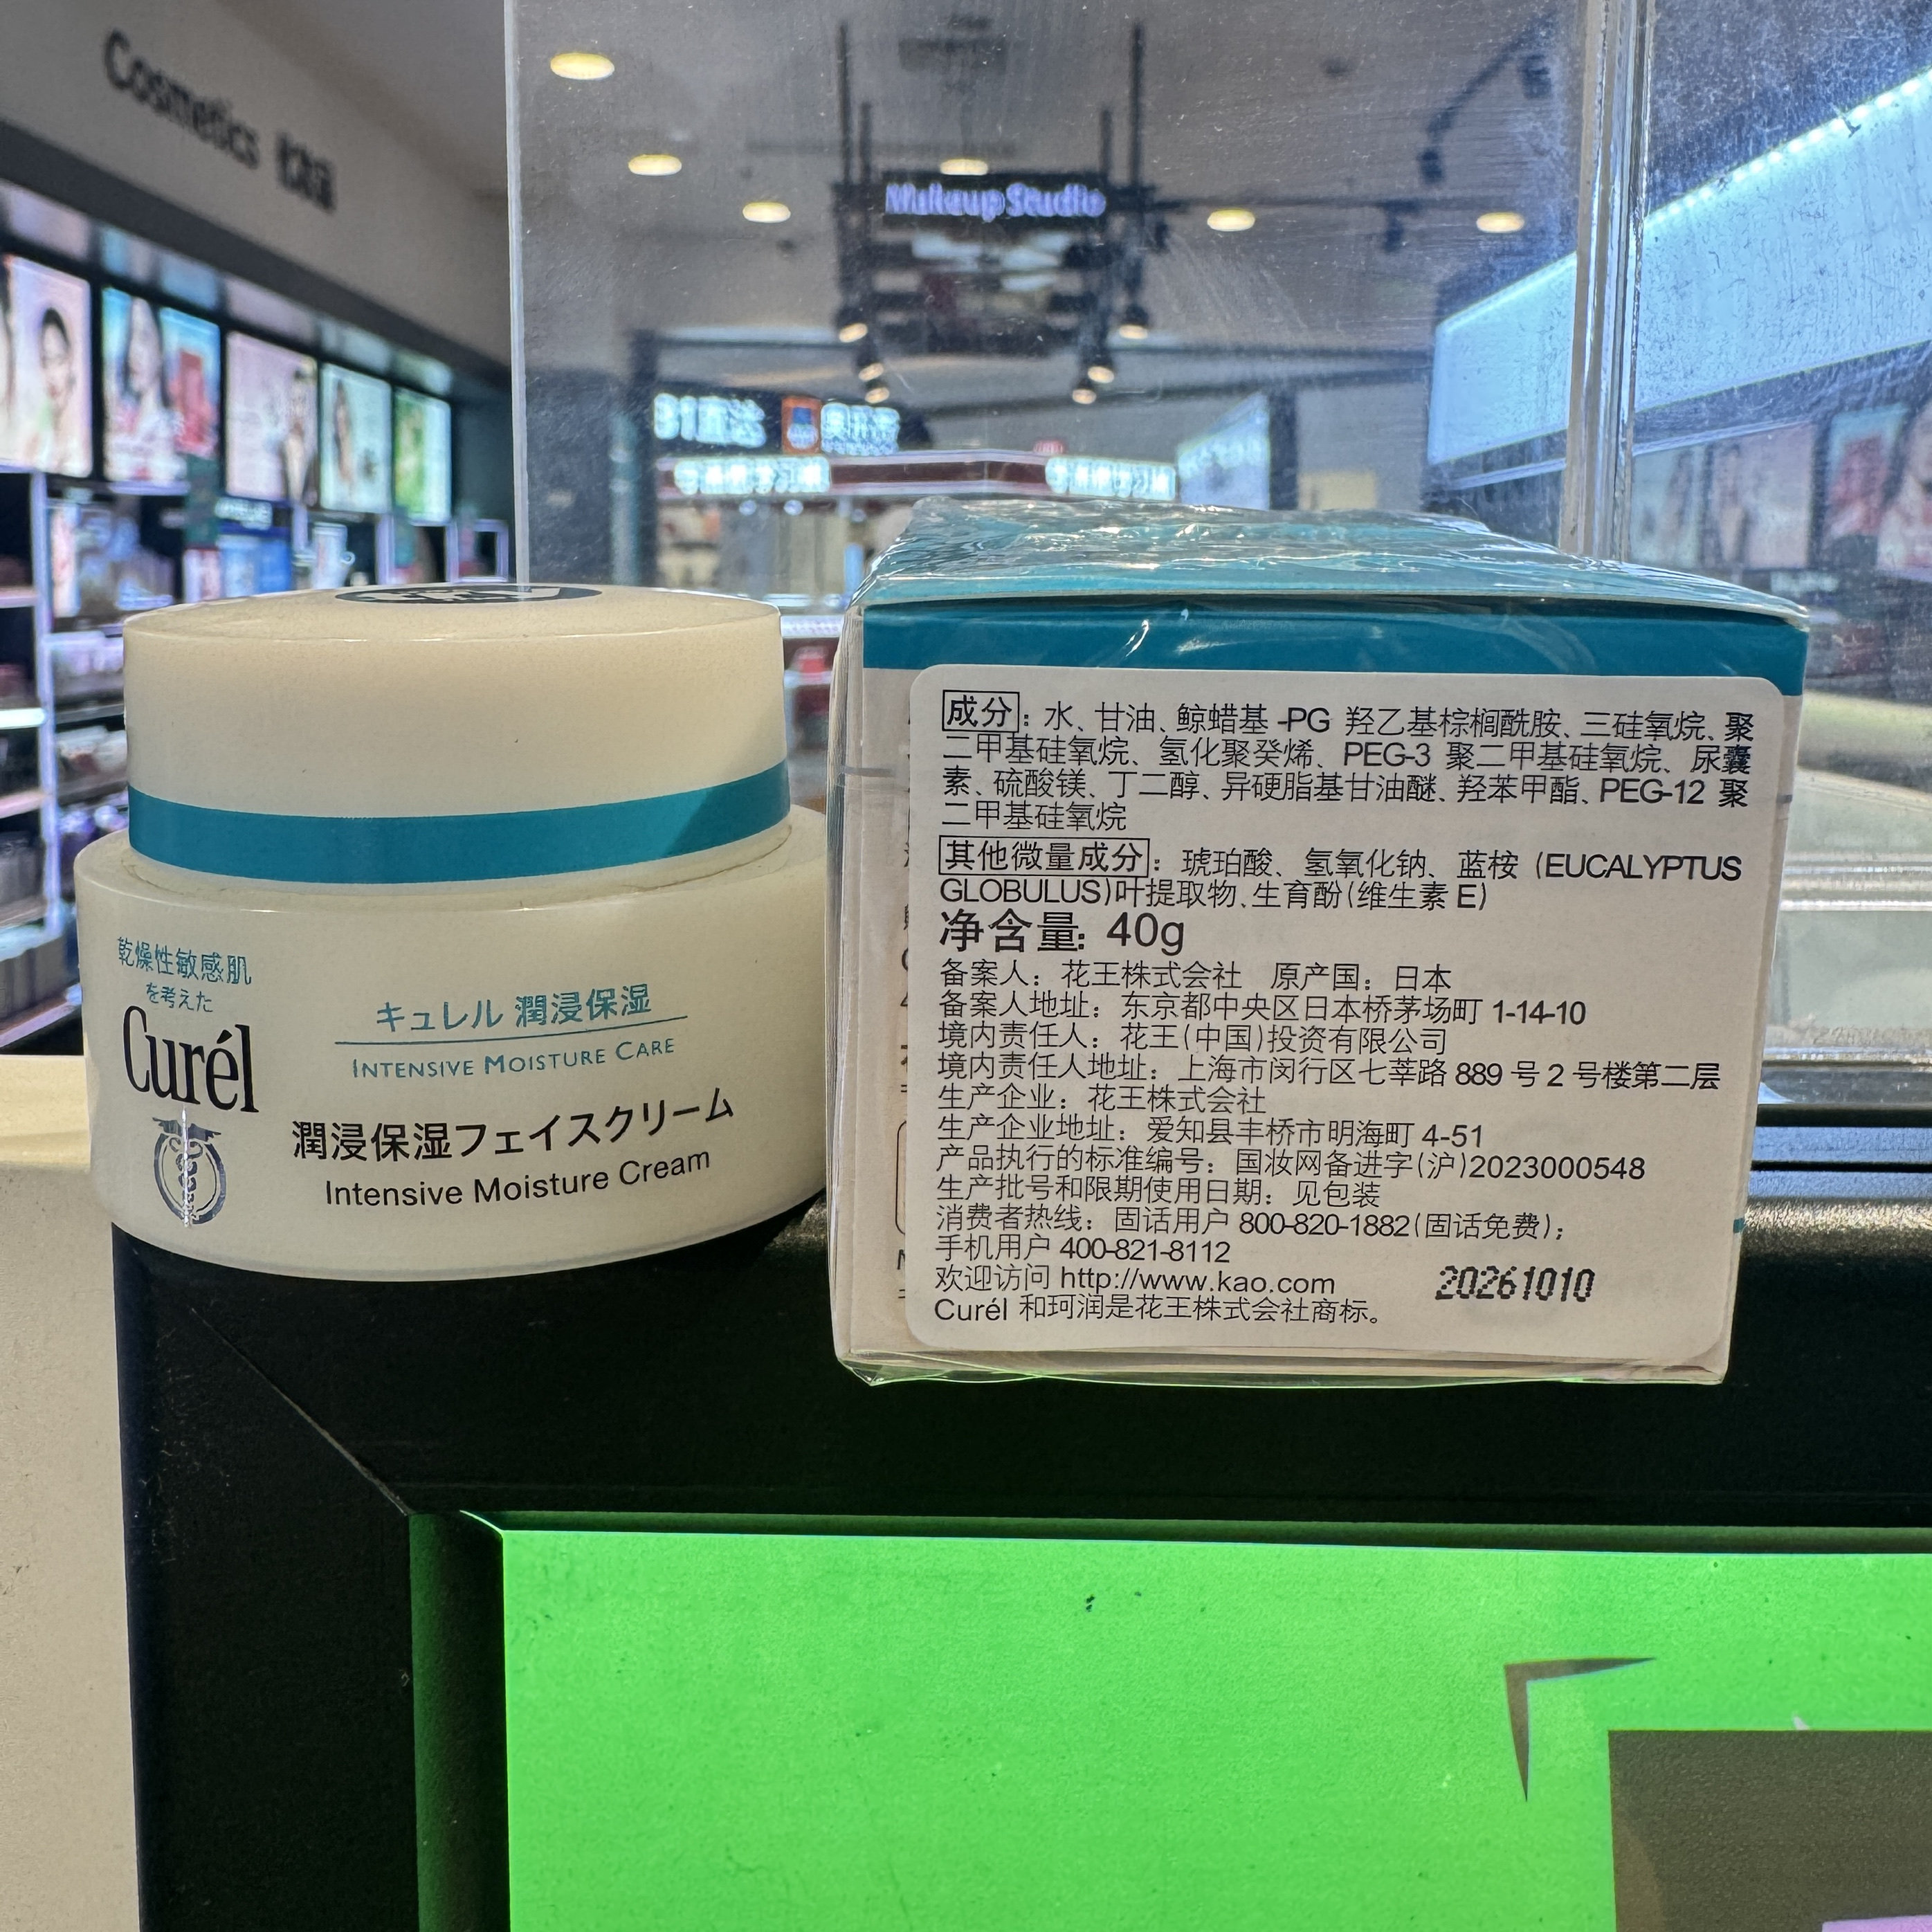 Cosmetics
Makeup Studio
乾燥性敏感肌
を考えた
Curél
キュレル 潤浸保湿
INTENSIVE MOISTURE CARE
潤浸保湿フェイスクリーム
Intensive Moisture Cream
成分：水、甘油、鲸蜡基-PG 羟乙基棕榈酰胺、三硅氧烷、聚
二甲基硅氧烷、氢化聚癸烯、PEG-3 聚二甲基硅氧烷、尿囊
素、硫酸镁、丁二醇、异硬脂基甘油醚、羟苯甲酯、PEG-12 聚
二甲基硅氧烷
其他微量成分：琥珀酸、氢氧化钠、蓝桉 (EUCALYPTUS
GLOBULUS)叶提取物、生育酚(维生素 E)
净含量：40g
备案人：花王株式会社 原产国：日本
备案人地址：东京都中央区日本桥茅场町 1-14-10
境内责任人：花王(中国)投资有限公司
境内责任人地址：上海市闵行区七莘路 889 号 2 号楼第二层
生产企业：花王株式会社
生产企业地址：爱知县丰桥市明海町 4-51
产品执行的标准编号：国妆网备进字(沪)2023000548
生产批号和限期使用日期：见包装
消费者热线：固话用户 800-820-1882(固话免费)；
手机用户 400-821-8112
欢迎访问 http://www.kao.com
20261010
Curél 和珂润是花王株式会社商标。